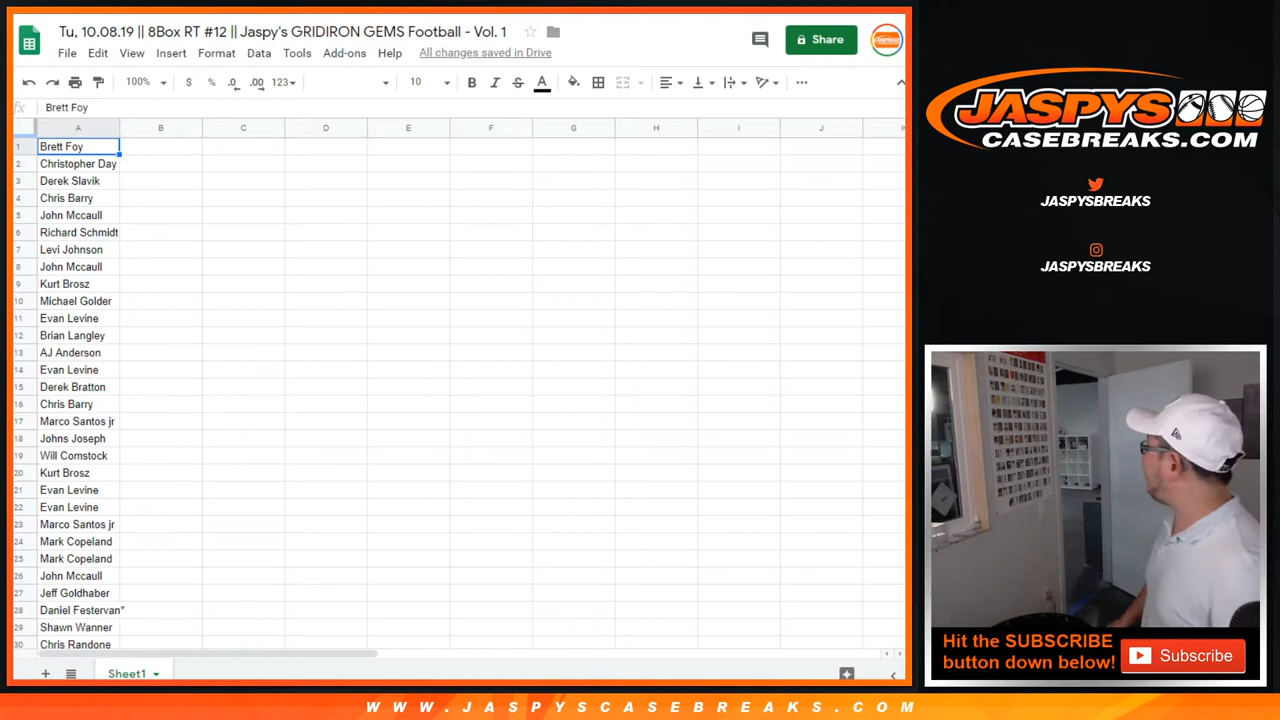 Tu, 10.08.19 || 8Box RT #12 || Jaspy's GRIDIRON GEMS Football - Vol. 1
File Edit View Insert Format Data Tools Add-ons Help All changes saved in Drive
Share
100% $ % .0 .00 123 10 B I S A
fx Brett Foy
A B C D E F G H I J K
1 Brett Foy
2 Christopher Day
3 Derek Slavik
4 Chris Barry
5 John Mccaull
6 Richard Schmidt
7 Levi Johnson
8 John Mccaull
9 Kurt Brosz
10 Michael Golder
11 Evan Levine
12 Brian Langley
13 AJ Anderson
14 Evan Levine
15 Derek Bratton
16 Chris Barry
17 Marco Santos jr
18 Johns Joseph
19 Will Comstock
20 Kurt Brosz
21 Evan Levine
22 Evan Levine
23 Marco Santos jr
24 Mark Copeland
25 Mark Copeland
26 John Mccaull
27 Jeff Goldhaber
28 Daniel Festervan*
29 Shawn Wanner
30 Chris Randone
Sheet1
JASPYS
CASEBREAKS.COM
JASPYSBREAKS
JASPYSBREAKS
Hit the SUBSCRIBE
button down below!
Subscribe
WWW.JASPYSCASEBREAKS.COM